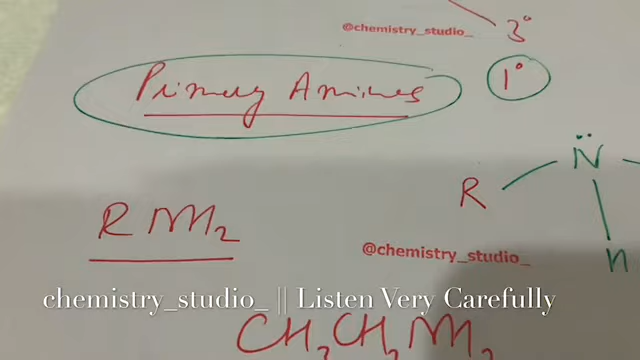 @chemistry_studio_
3°
Primary Amines
1°
N
R
H
RNH2
@chemistry_studio_
chemistry_studio_ || Listen Very Carefully
CH3CH2NH2